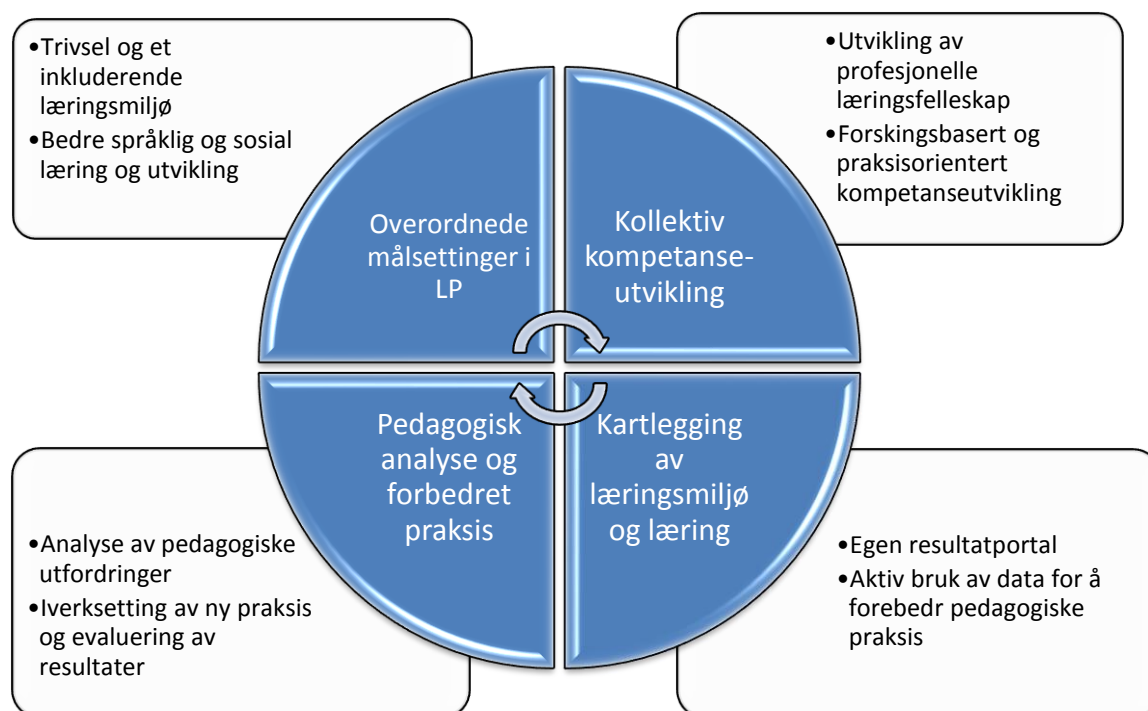 •Trivsel og et
inkluderende
læringsmiljø
•Bedre språklig og sosial
læring og utvikling
•Utvikling av
profesjonelle
læringsfelleskap
•Forskingsbasert og
praksisorientert
kompetanseutvikling
Overordnede
målsettinger i
LP
Kollektiv
kompetanse-
utvikling
Pedagogisk
analyse og
forbedret
praksis
Kartlegging
av
læringsmiljø
og læring
•Analyse av pedagogiske
utfordringer
•Iverksetting av ny praksis
og evaluering av
resultater
•Egen resultatportal
•Aktiv bruk av data for å
forebedr pedagogiske
praksis